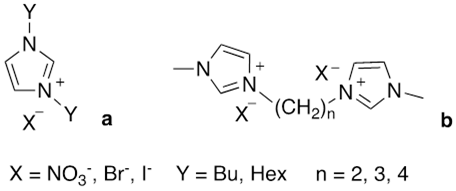 Y
N
N
+
X⁻
Y
a
N
N
+
X⁻
(CH₂)ₙ
X⁻
N
+
N
b
X = NO₃⁻, Br⁻, I⁻ Y = Bu, Hex n = 2, 3, 4